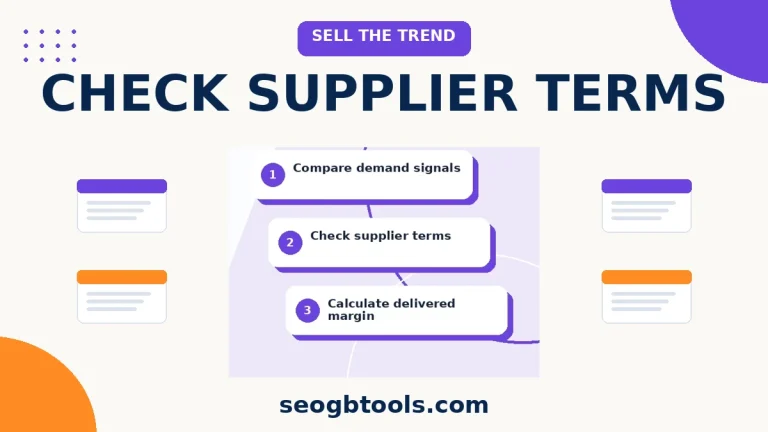 SELL THE TREND
CHECK SUPPLIER TERMS
1 Compare demand signals
2 Check supplier terms
3 Calculate delivered
margin
seogbtools.com